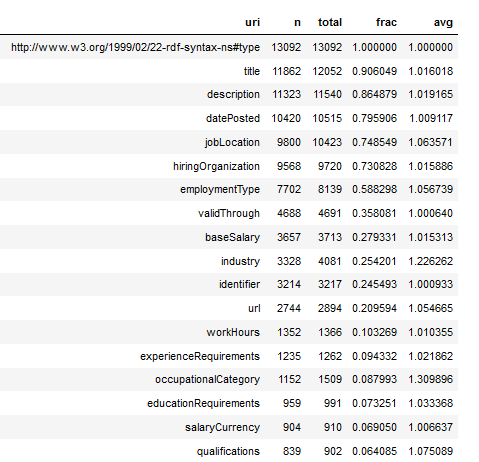 uri n total frac avg
http://www.w3.org/1999/02/22-rdf-syntax-ns#type 13092 13092 1.000000 1.000000
title 11862 12052 0.906049 1.016018
description 11323 11540 0.864879 1.019165
datePosted 10420 10515 0.795906 1.009117
jobLocation 9800 10423 0.748549 1.063571
hiringOrganization 9568 9720 0.730828 1.015886
employmentType 7702 8139 0.588298 1.056739
validThrough 4688 4691 0.358081 1.000640
baseSalary 3657 3713 0.279331 1.015313
industry 3328 4081 0.254201 1.226262
identifier 3214 3217 0.245493 1.000933
url 2744 2894 0.209594 1.054665
workHours 1352 1366 0.103269 1.010355
experienceRequirements 1235 1262 0.094332 1.021862
occupationalCategory 1152 1509 0.087993 1.309896
educationRequirements 959 991 0.073251 1.033368
salaryCurrency 904 910 0.069050 1.006637
qualifications 839 902 0.064085 1.075089